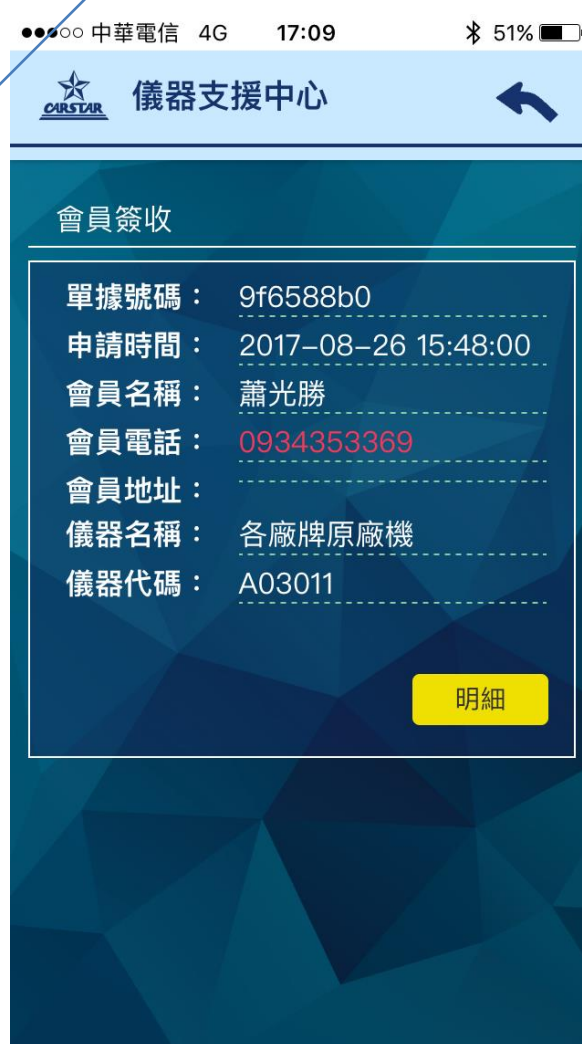 中華電信 4G 17:09 51%
CARSTAR 儀器支援中心
會員簽收
單據號碼： 9f6588b0
申請時間： 2017-08-26 15:48:00
會員名稱： 蕭光勝
會員電話： 0934353369
會員地址：
儀器名稱： 各廠牌原廠機
儀器代碼： A03011
明細